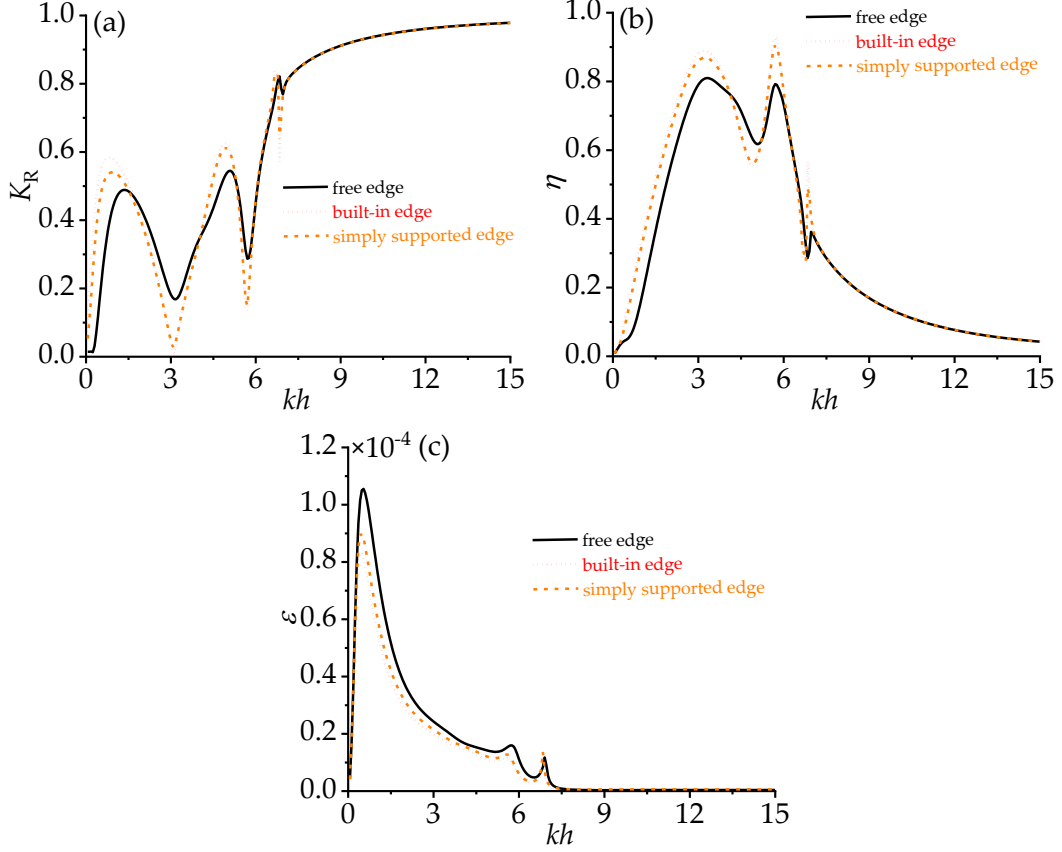 (a)
K_R
1.0
0.8
0.6
0.4
0.2
0.0
0 3 6 9 12 15
kh
free edge
built-in edge
simply supported edge
(b)
η
1.0
0.8
0.6
0.4
0.2
0.0
0 3 6 9 12 15
kh
free edge
built-in edge
simply supported edge
×10⁻⁴ (c)
ε
1.2
1.0
0.8
0.6
0.4
0.2
0.0
0 3 6 9 12 15
kh
free edge
built-in edge
simply supported edge